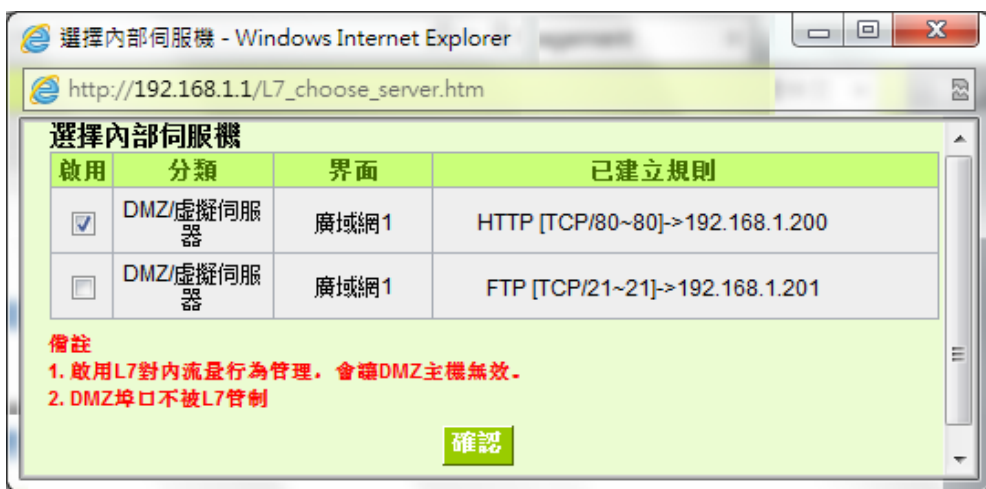 選擇內部伺服機 - Windows Internet Explorer
http://192.168.1.1/L7_choose_server.htm
選擇內部伺服機
啟用 分類 界面 已建立規則
DMZ/虛擬伺服器 廣域網1 HTTP [TCP/80~80]->192.168.1.200
DMZ/虛擬伺服器 廣域網1 FTP [TCP/21~21]->192.168.1.201
備註
1. 啟用L7對內流量行為管理，會讓DMZ主機無效。
2. DMZ埠口不被L7管制
確認